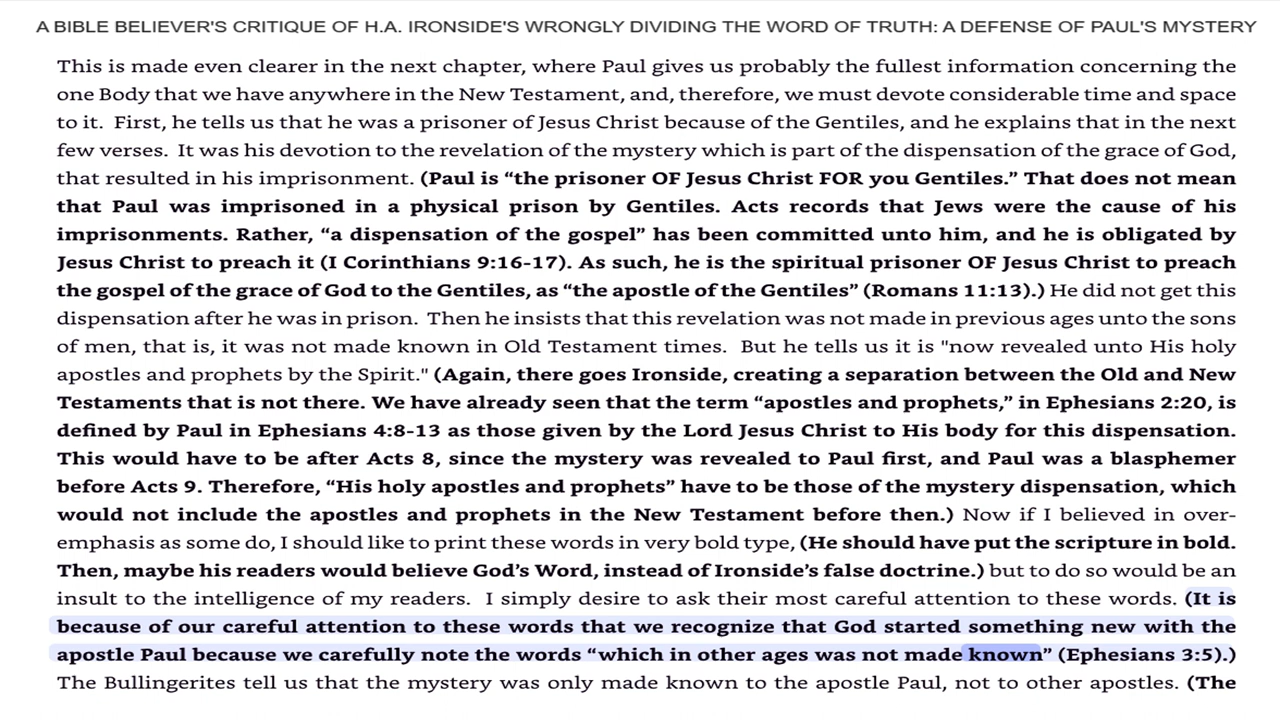 A BIBLE BELIEVER'S CRITIQUE OF H.A. IRONSIDE'S WRONGLY DIVIDING THE WORD OF TRUTH: A DEFENSE OF PAUL'S MYSTERY
This is made even clearer in the next chapter, where Paul gives us probably the fullest information concerning the
one Body that we have anywhere in the New Testament, and, therefore, we must devote considerable time and space
to it.  First, he tells us that he was a prisoner of Jesus Christ because of the Gentiles, and he explains that in the next
few verses.  It was his devotion to the revelation of the mystery which is part of the dispensation of the grace of God,
that resulted in his imprisonment. (Paul is “the prisoner OF Jesus Christ FOR you Gentiles.” That does not mean
that Paul was imprisoned in a physical prison by Gentiles. Acts records that Jews were the cause of his
imprisonments. Rather, “a dispensation of the gospel” has been committed unto him, and he is obligated by
Jesus Christ to preach it (I Corinthians 9:16-17). As such, he is the spiritual prisoner OF Jesus Christ to preach
the gospel of the grace of God to the Gentiles, as “the apostle of the Gentiles” (Romans 11:13).) He did not get this
dispensation after he was in prison.  Then he insists that this revelation was not made in previous ages unto the sons
of men, that is, it was not made known in Old Testament times.  But he tells us it is "now revealed unto His holy
apostles and prophets by the Spirit." (Again, there goes Ironside, creating a separation between the Old and New
Testaments that is not there. We have already seen that the term “apostles and prophets,” in Ephesians 2:20, is
defined by Paul in Ephesians 4:8-13 as those given by the Lord Jesus Christ to His body for this dispensation.
This would have to be after Acts 8, since the mystery was revealed to Paul first, and Paul was a blasphemer
before Acts 9. Therefore, “His holy apostles and prophets” have to be those of the mystery dispensation, which
would not include the apostles and prophets in the New Testament before then.) Now if I believed in over-
emphasis as some do, I should like to print these words in very bold type, (He should have put the scripture in bold.
Then, maybe his readers would believe God’s Word, instead of Ironside’s false doctrine.) but to do so would be an
insult to the intelligence of my readers.  I simply desire to ask their most careful attention to these words. (It is
because of our careful attention to these words that we recognize that God started something new with the
apostle Paul because we carefully note the words “which in other ages was not made known” (Ephesians 3:5).)
The Bullingerites tell us that the mystery was only made known to the apostle Paul, not to other apostles. (The